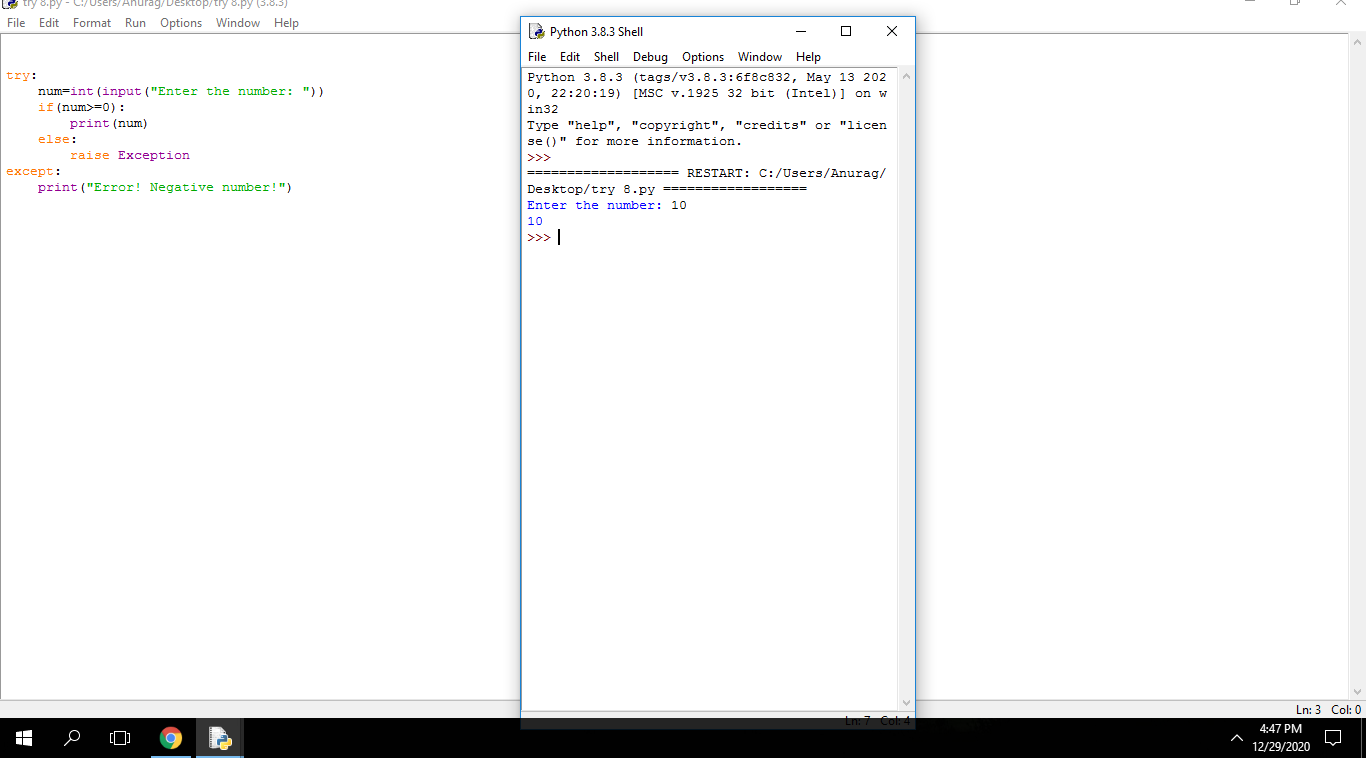 try 8.py - C:/Users/Anurag/Desktop/try 8.py (3.8.3)
File Edit Format Run Options Window Help
try:
    num=int(input("Enter the number: "))
    if(num>=0):
        print(num)
    else:
        raise Exception
except:
    print("Error! Negative number!")
Python 3.8.3 Shell
File Edit Shell Debug Options Window Help
Python 3.8.3 (tags/v3.8.3:6f8c832, May 13 202
0, 22:20:19) [MSC v.1925 32 bit (Intel)] on w
in32
Type "help", "copyright", "credits" or "licen
se()" for more information.
>>>
=================== RESTART: C:/Users/Anurag/
Desktop/try 8.py ==================
Enter the number: 10
10
>>>
Ln: 7 Col: 4
Ln: 3 Col: 0
4:47 PM
12/29/2020